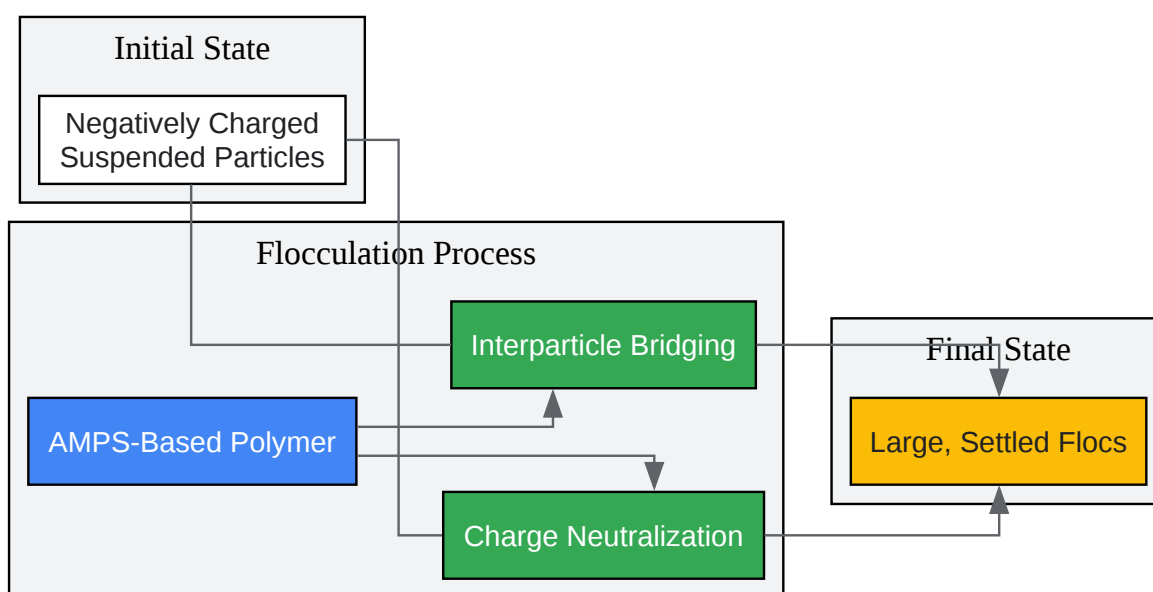 Initial State
Negatively Charged
Suspended Particles
Flocculation Process
Interparticle Bridging
Final State
AMPS-Based Polymer
Large, Settled Flocs
Charge Neutralization